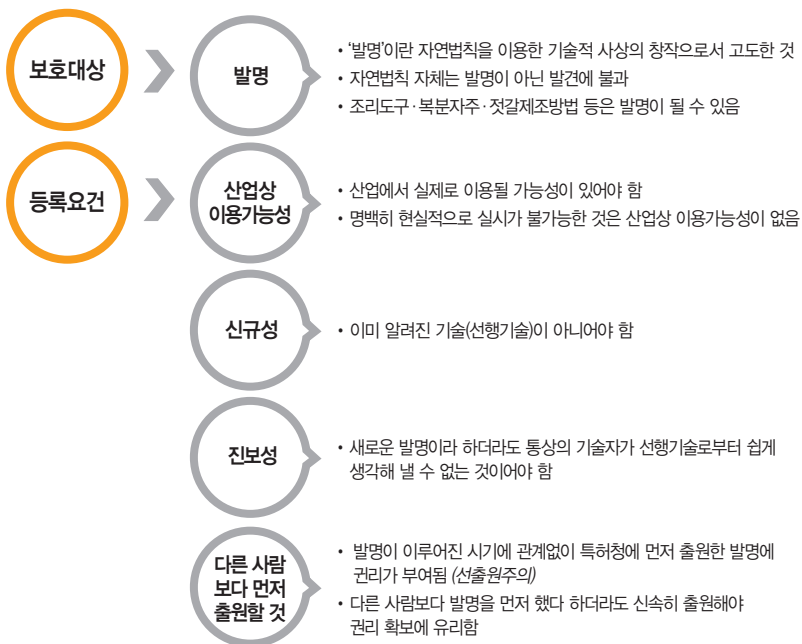 보호대상
발명
• ‘발명’이란 자연법칙을 이용한 기술적 사상의 창작으로서 고도한 것
• 자연법칙 자체는 발명이 아닌 발견에 불과
• 조리도구·복분자주·젓갈제조방법 등은 발명이 될 수 있음
등록요건
산업상
이용가능성
• 산업에서 실제로 이용될 가능성이 있어야 함
• 명백히 현실적으로 실시가 불가능한 것은 산업상 이용가능성이 없음
신규성
• 이미 알려진 기술(선행기술)이 아니어야 함
진보성
• 새로운 발명이라 하더라도 통상의 기술자가 선행기술로부터 쉽게
생각해 낼 수 없는 것이어야 함
다른 사람
보다 먼저
출원할 것
• 발명이 이루어진 시기에 관계없이 특허청에 먼저 출원한 발명에
권리가 부여됨 (선출원주의)
• 다른 사람보다 발명을 먼저 했다 하더라도 신속히 출원해야
권리 확보에 유리함